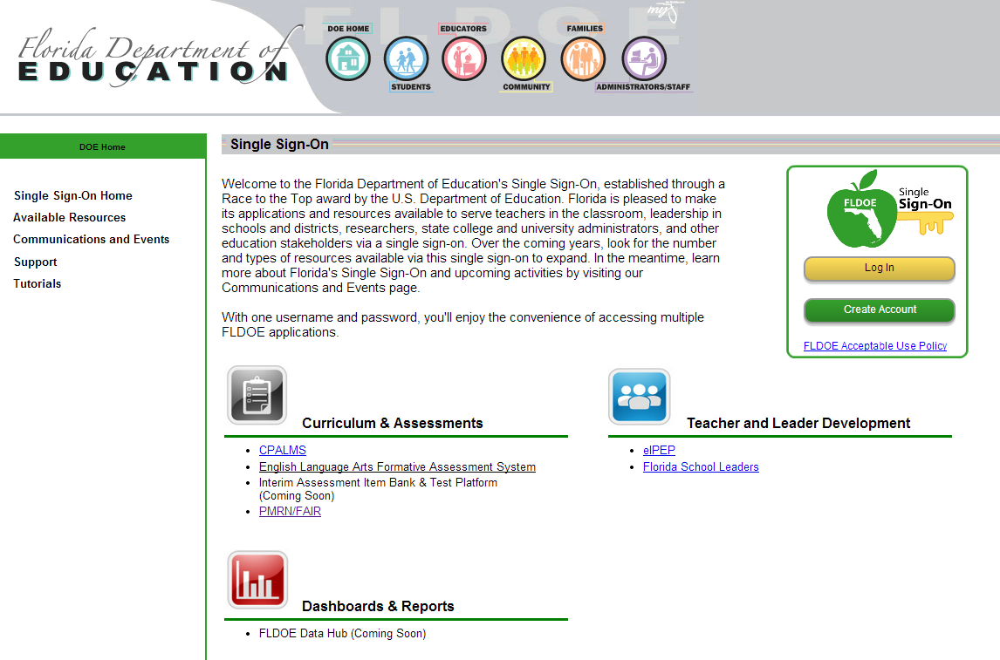 Florida Department of
EDUCATION
FLDOE
my
DOE HOME
EDUCATORS
FAMILIES
STUDENTS
COMMUNITY
ADMINISTRATORS/STAFF
DOE Home
Single Sign-On Home
Available Resources
Communications and Events
Support
Tutorials
Single Sign-On
Welcome to the Florida Department of Education's Single Sign-On, established through a
Race to the Top award by the U.S. Department of Education. Florida is pleased to make
its applications and resources available to serve teachers in the classroom, leadership in
schools and districts, researchers, state college and university administrators, and other
education stakeholders via a single sign-on. Over the coming years, look for the number
and types of resources available via this single sign-on to expand. In the meantime, learn
more about Florida's Single Sign-On and upcoming activities by visiting our
Communications and Events page.
With one username and password, you'll enjoy the convenience of accessing multiple
FLDOE applications.
FLDOE
Single
Sign-On
Log In
Create Account
FLDOE Acceptable Use Policy
Curriculum & Assessments
• CPALMS
• English Language Arts Formative Assessment System
• Interim Assessment Item Bank & Test Platform
(Coming Soon)
• PMRN/FAIR
Teacher and Leader Development
• eIPEP
• Florida School Leaders
Dashboards & Reports
• FLDOE Data Hub (Coming Soon)